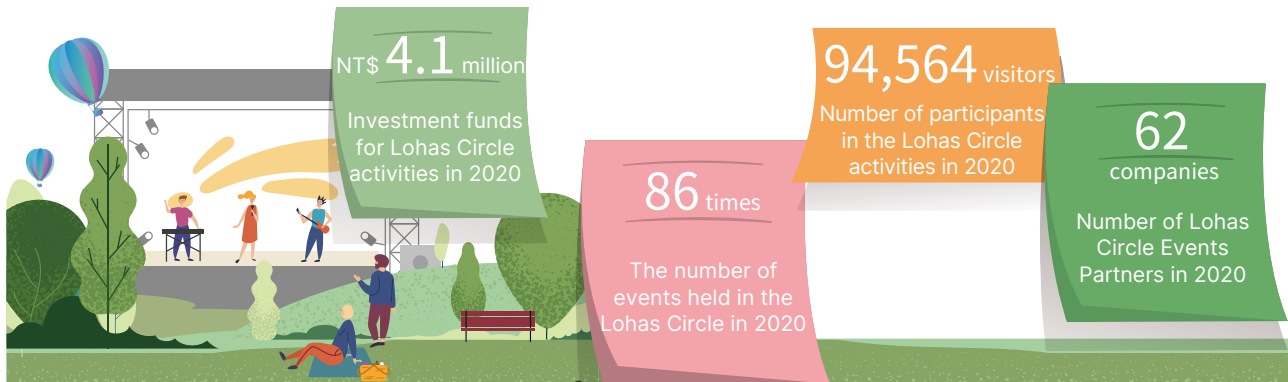 NT$ 4.1 million
Investment funds
for Lohas Circle
activities in 2020
86 times
The number of
events held in the
Lohas Circle in 2020
94,564 visitors
Number of participants
in the Lohas Circle
activities in 2020
62
companies
Number of Lohas
Circle Events
Partners in 2020